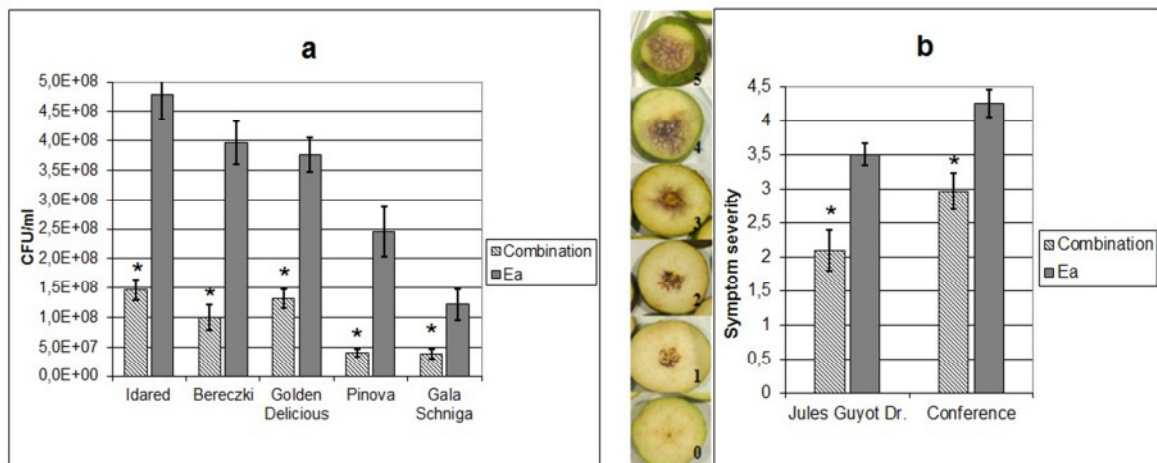 a
5,0E+08
4,5E+08
4,0E+08
3,5E+08
3,0E+08
2,5E+08
2,0E+08
1,5E+08
1,0E+08
5,0E+07
0,0E+00
CFU/ml
*
*
*
*
*
Idared
Bereczki
Golden
Delicious
Pinova
Gala
Schniga
Combination
Ea
5
4
3
2
1
0
b
4,5
4
3,5
3
2,5
2
1,5
1
0,5
0
Symptom severity
*
*
Jules Guyot Dr.
Conference
Combination
Ea